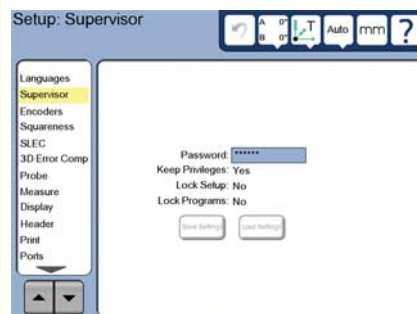 Setup: Supervisor
A 0°
B 0°
T
Auto
mm
?
Languages
Supervisor
Encoders
Squareness
SLEC
3D Error Comp
Probe
Measure
Display
Header
Print
Ports
Password: ******
Keep Privileges: Yes
Lock Setup: No
Lock Programs: No
Save Settings
Load Settings